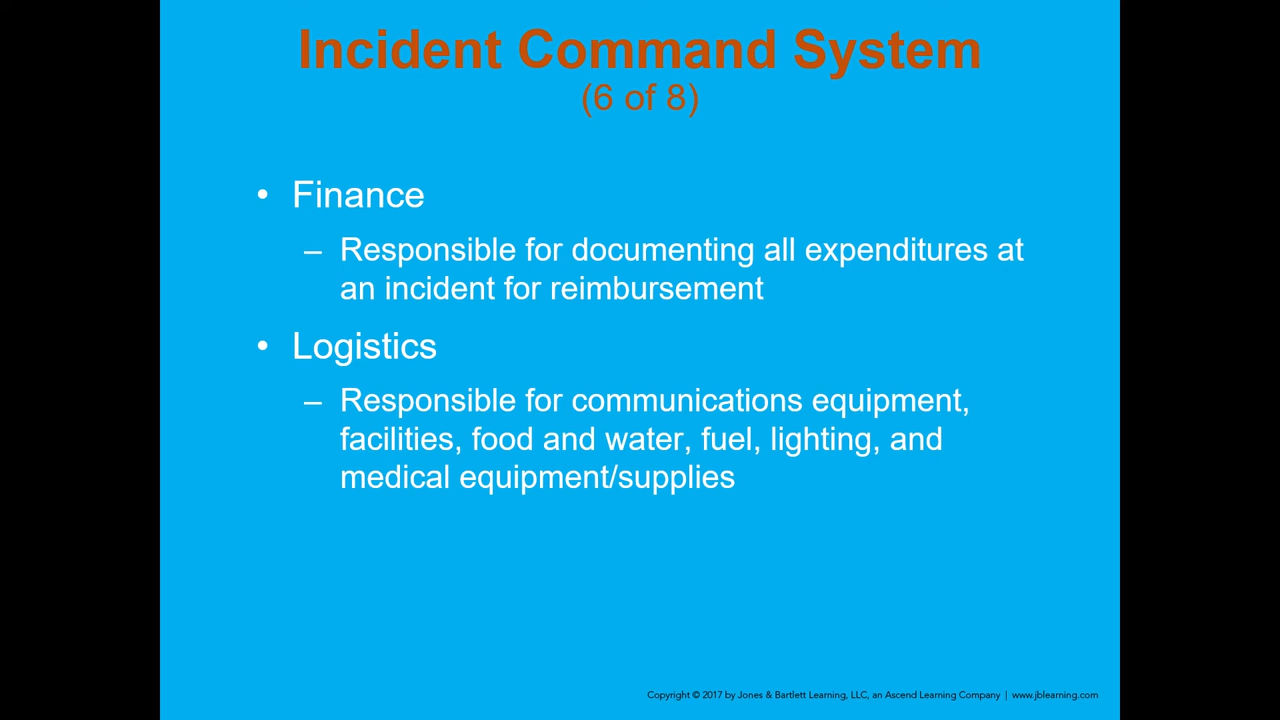 Incident Command System
(6 of 8)
• Finance
– Responsible for documenting all expenditures at
an incident for reimbursement
• Logistics
– Responsible for communications equipment,
facilities, food and water, fuel, lighting, and
medical equipment/supplies
Copyright © 2017 by Jones & Bartlett Learning, LLC, an Ascend Learning Company | www.jblearning.com